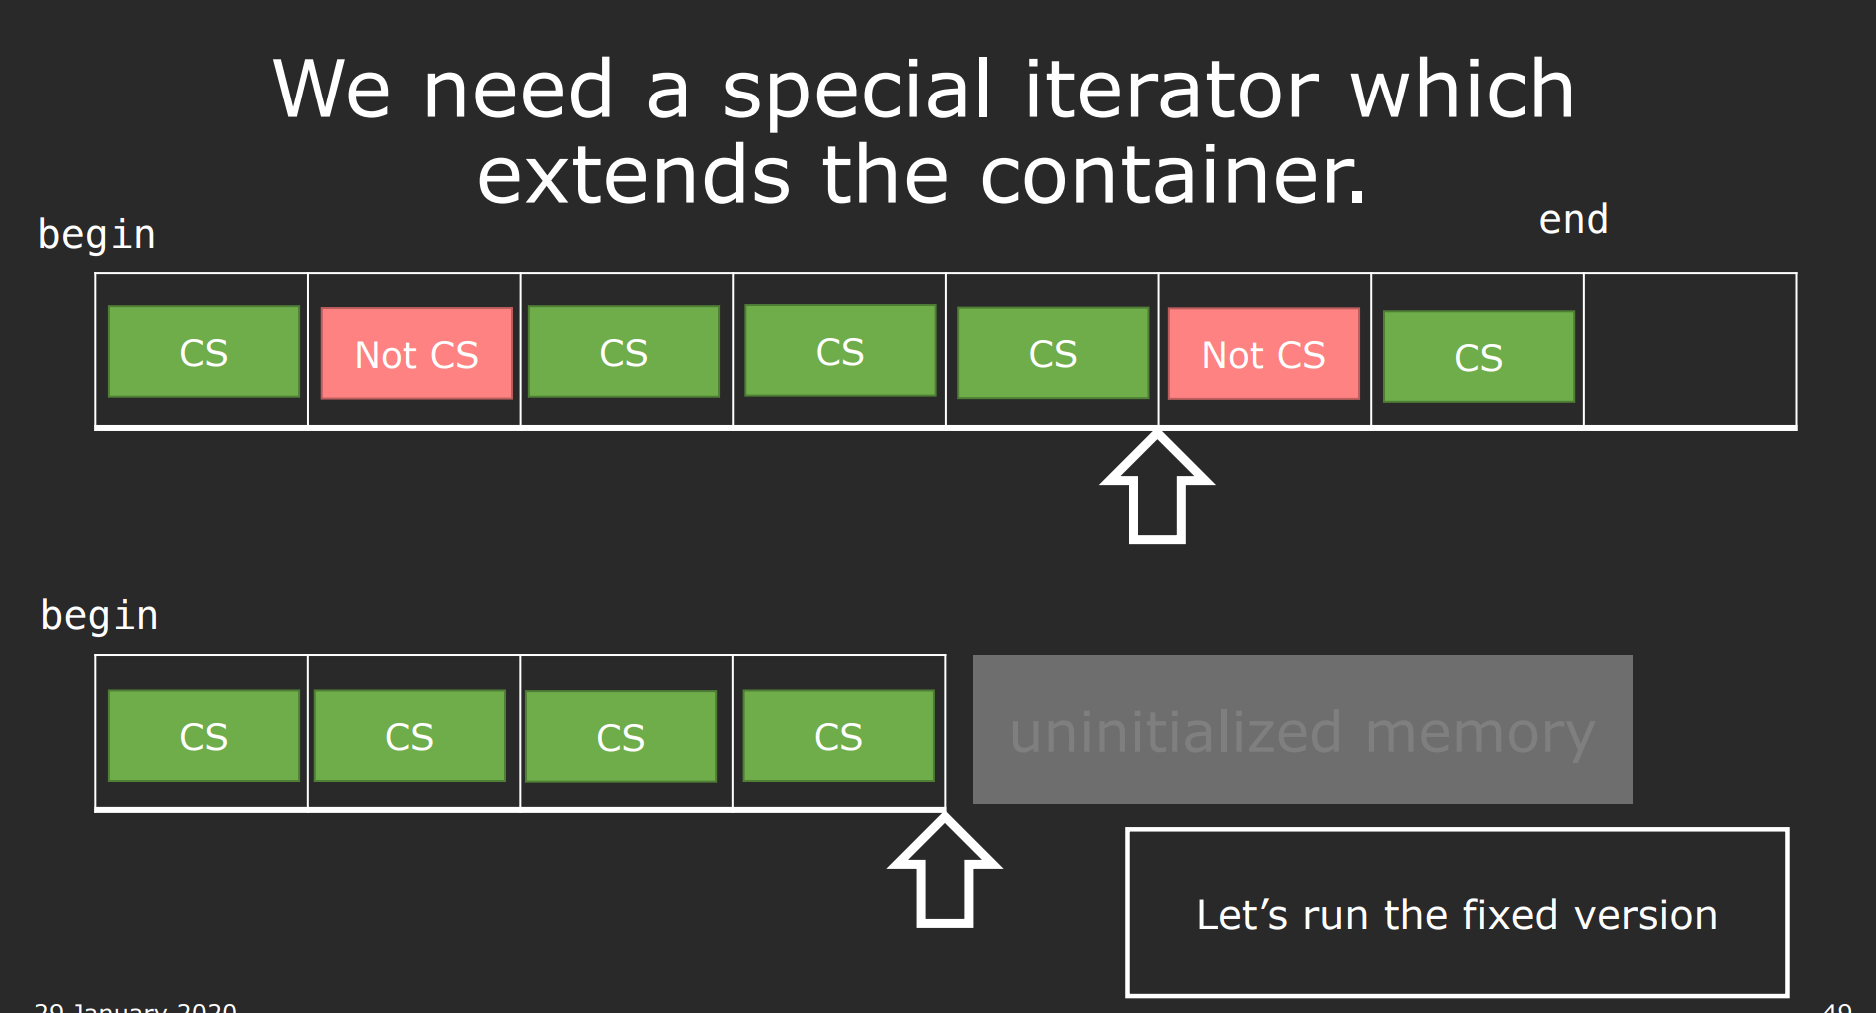 We need a special iterator which
extends the container.
begin
end
CS
Not CS
CS
CS
CS
Not CS
CS
begin
CS
CS
CS
CS
uninitialized memory
Let’s run the fixed version
29 January 2020
49